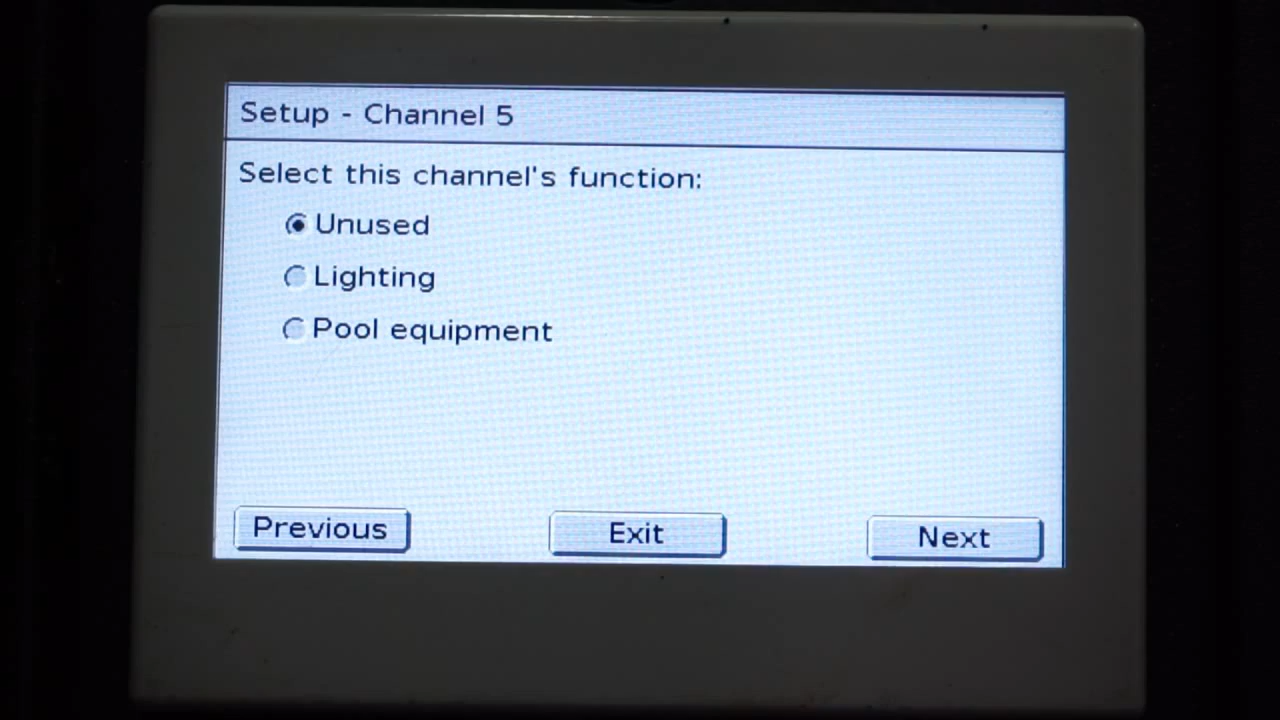 Setup - Channel 5
Select this channel's function:
Unused
Lighting
Pool equipment
Previous
Exit
Next